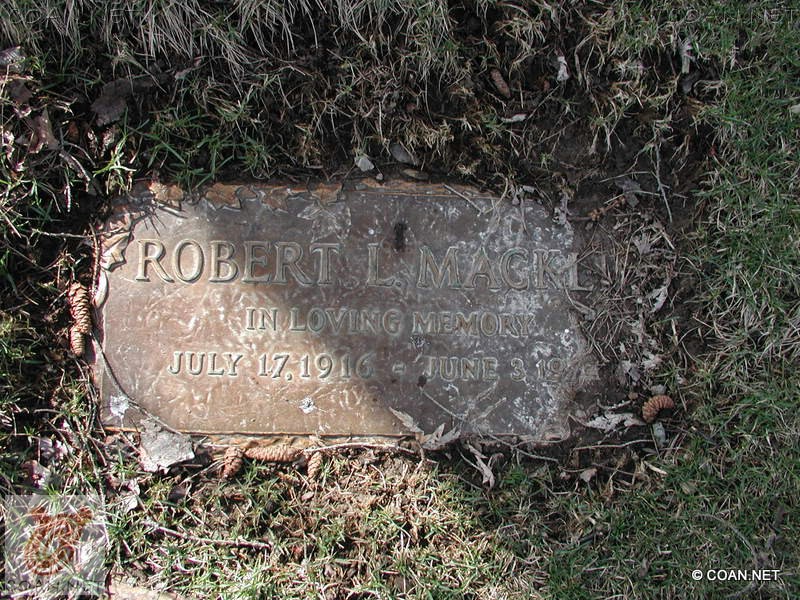 ROBERT L. MACKL
IN LOVING MEMORY
JULY 17, 1916 - JUNE 3, 19
© COAN.NET